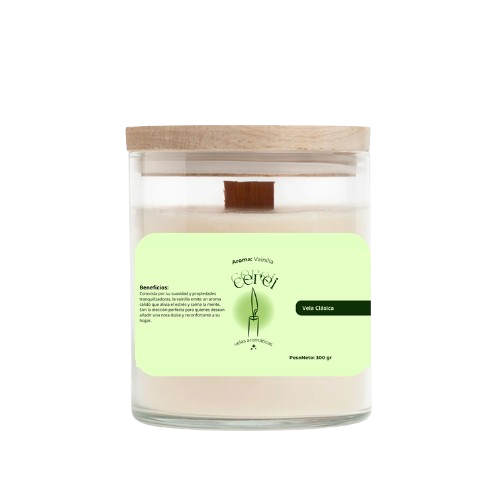 Aroma: Vainilla
cerei
Beneficios:
Conocida por su suavidad y propiedades
tranquilizadoras, la vainilla emite un aroma
cálido que alivia el estrés y calma la mente.
Son la elección perfecta para quienes desean
añadir una nota dulce y reconfortante a su
hogar.
Vela Clásica
velas aromáticas
PesoNeto: 300 gr